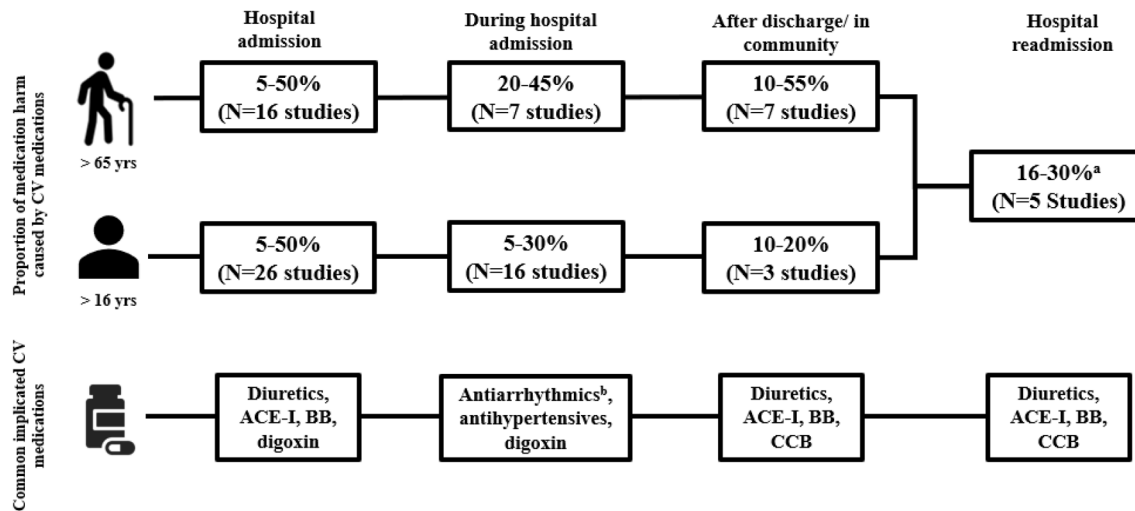 Hospital
admission
During hospital
admission
After discharge/ in
community
Hospital
readmission
Proportion of medication harm
caused by CV medications
> 65 yrs
5-50%
(N=16 studies)
20-45%
(N=7 studies)
10-55%
(N=7 studies)
16-30%ᵃ
(N=5 Studies)
> 16 yrs
5-50%
(N=26 studies)
5-30%
(N=16 studies)
10-20%
(N=3 studies)
Common implicated CV
medications
Diuretics,
ACE-I, BB,
digoxin
Antiarrhythmicsᵇ,
antihypertensives,
digoxin
Diuretics,
ACE-I, BB,
CCB
Diuretics,
ACE-I, BB,
CCB